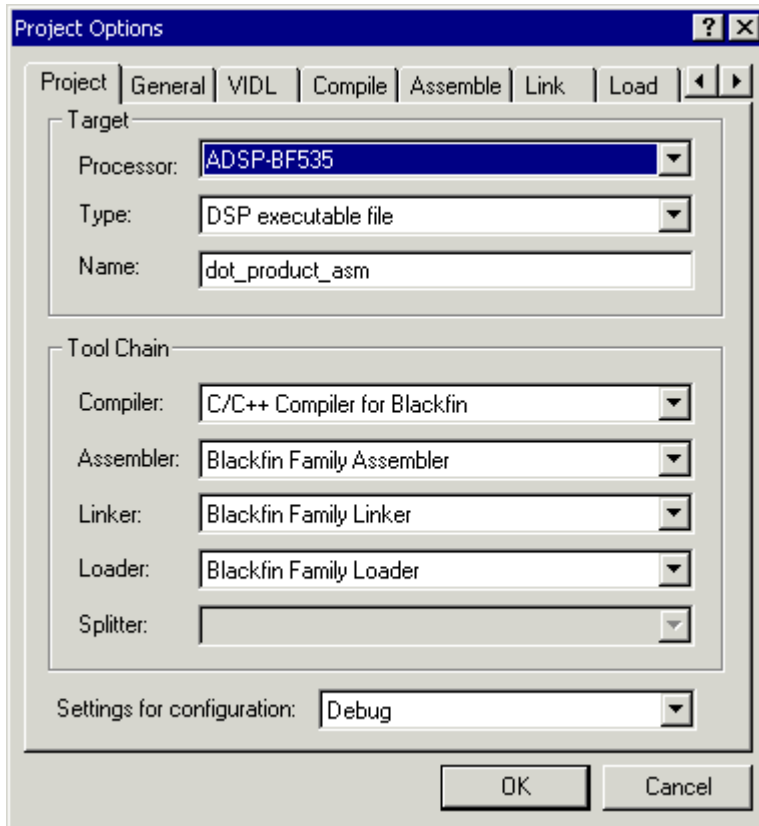 Project Options
Project General VIDL Compile Assemble Link Load
Target
Processor: ADSP-BF535
Type: DSP executable file
Name: dot_product_asm
Tool Chain
Compiler: C/C++ Compiler for Blackfin
Assembler: Blackfin Family Assembler
Linker: Blackfin Family Linker
Loader: Blackfin Family Loader
Splitter:
Settings for configuration: Debug
OK Cancel